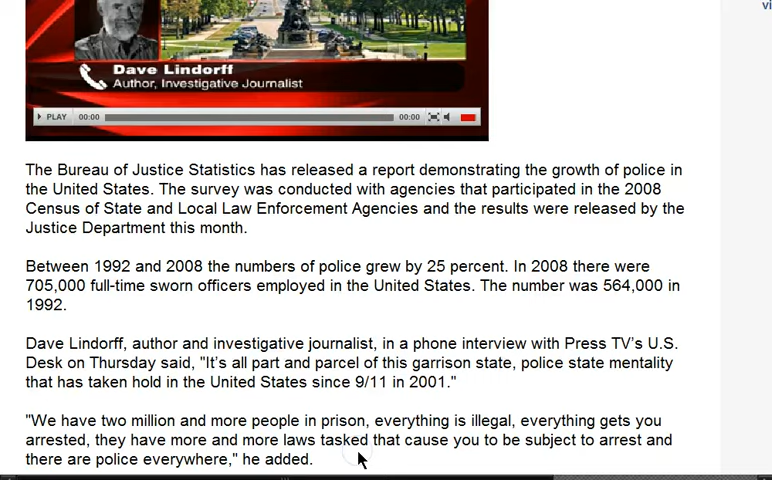 vi
Dave Lindorff
Author, Investigative Journalist
PLAY 00:00 00:00
The Bureau of Justice Statistics has released a report demonstrating the growth of police in
the United States. The survey was conducted with agencies that participated in the 2008
Census of State and Local Law Enforcement Agencies and the results were released by the
Justice Department this month.
Between 1992 and 2008 the numbers of police grew by 25 percent. In 2008 there were
705,000 full-time sworn officers employed in the United States. The number was 564,000 in
1992.
Dave Lindorff, author and investigative journalist, in a phone interview with Press TV's U.S.
Desk on Thursday said, "It's all part and parcel of this garrison state, police state mentality
that has taken hold in the United States since 9/11 in 2001."
"We have two million and more people in prison, everything is illegal, everything gets you
arrested, they have more and more laws tasked that cause you to be subject to arrest and
there are police everywhere," he added.